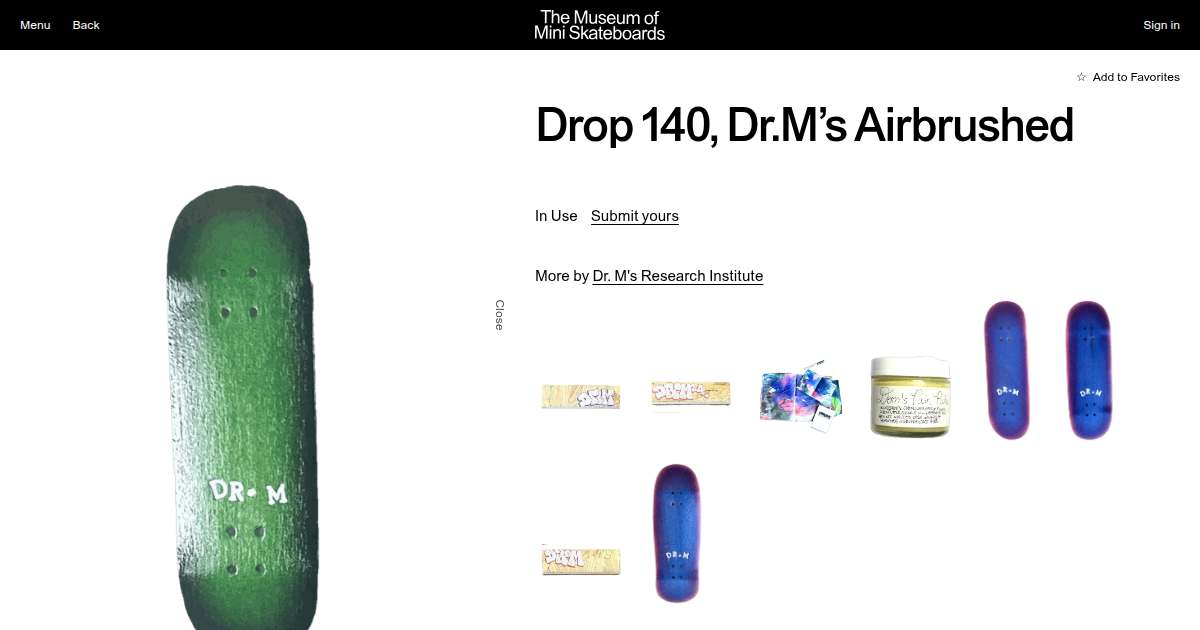 Menu
Back
The Museum of
Mini Skateboards
Sign in
☆ Add to Favorites
Drop 140, Dr.M’s Airbrushed
In Use Submit yours
More by Dr. M's Research Institute
Close
DR• M
DR•M
DR•M
DR•M